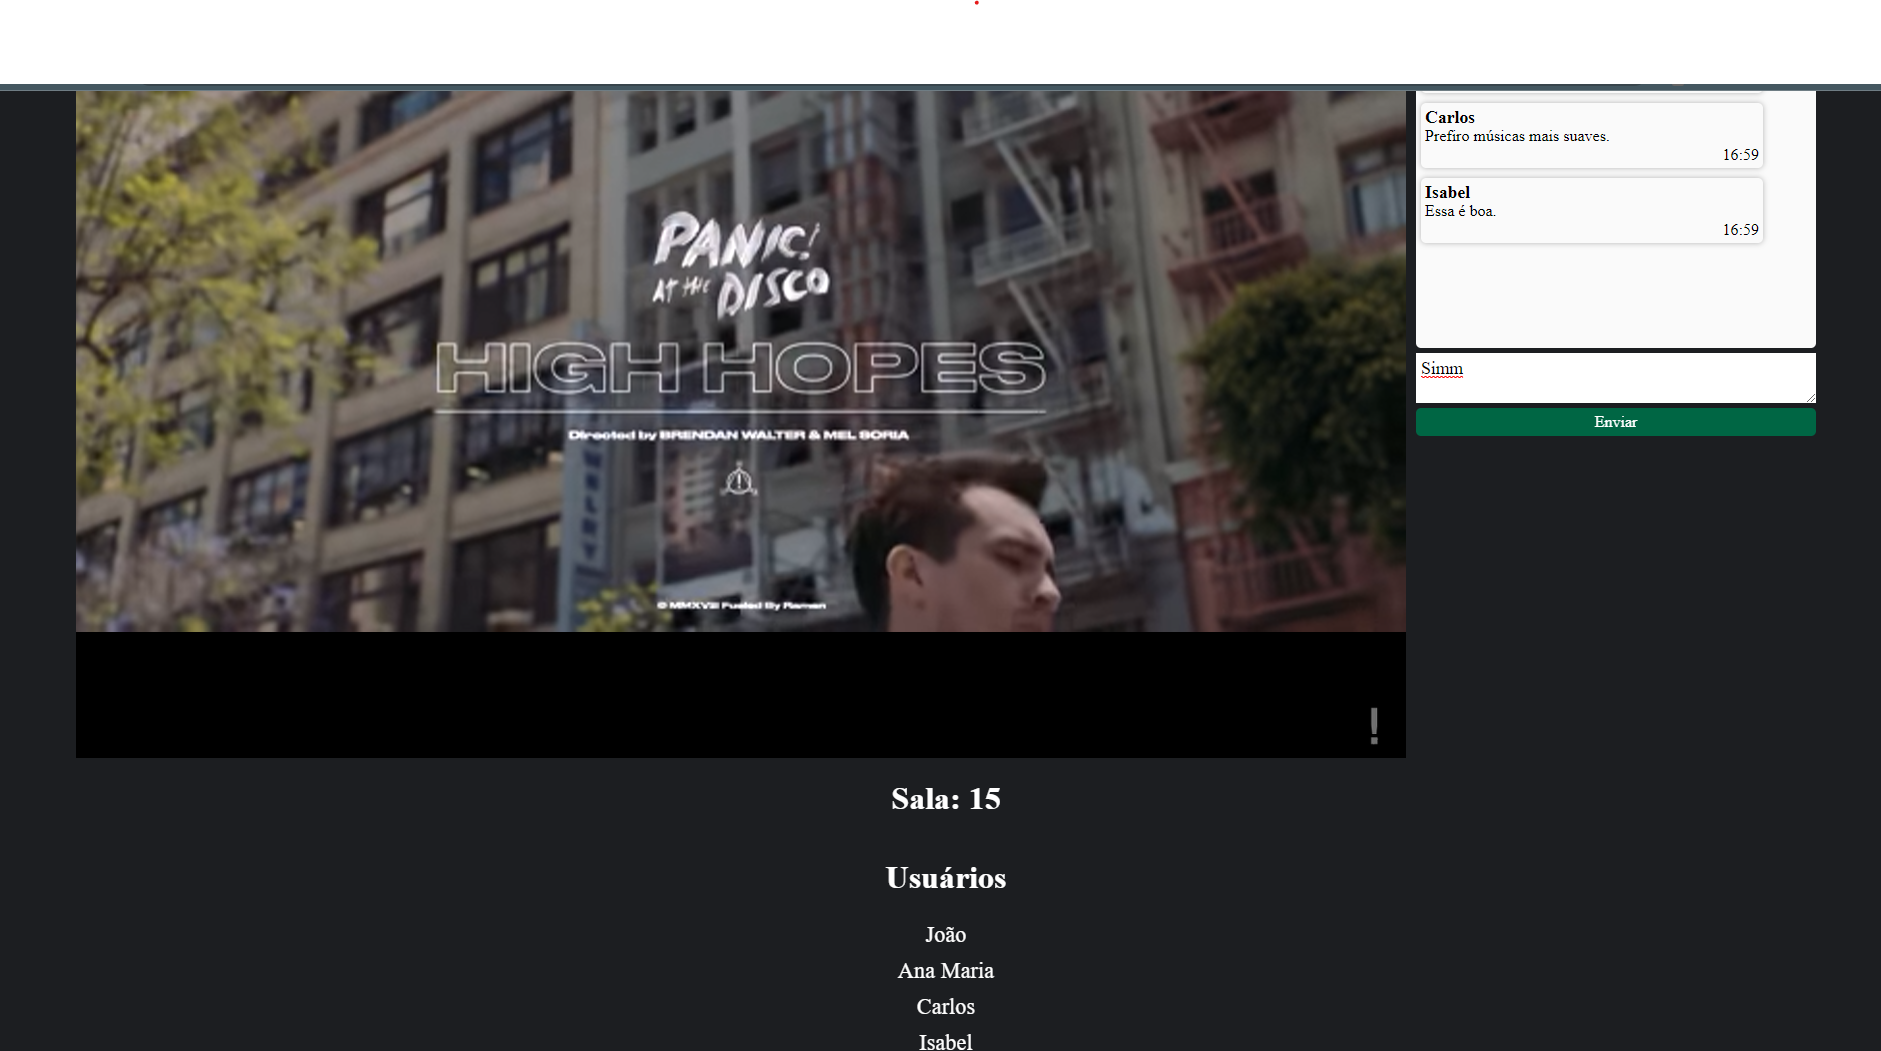 PANIC!
AT THE DISCO
HIGH HOPES
Directed by BRENDAN WALTER & MEL SORIA
© MMXVIII Fueled By Ramen
!
Carlos
Prefiro músicas mais suaves.
16:59
Isabel
Essa é boa.
16:59
Simm
Enviar
Sala: 15
Usuários
João
Ana Maria
Carlos
Isabel